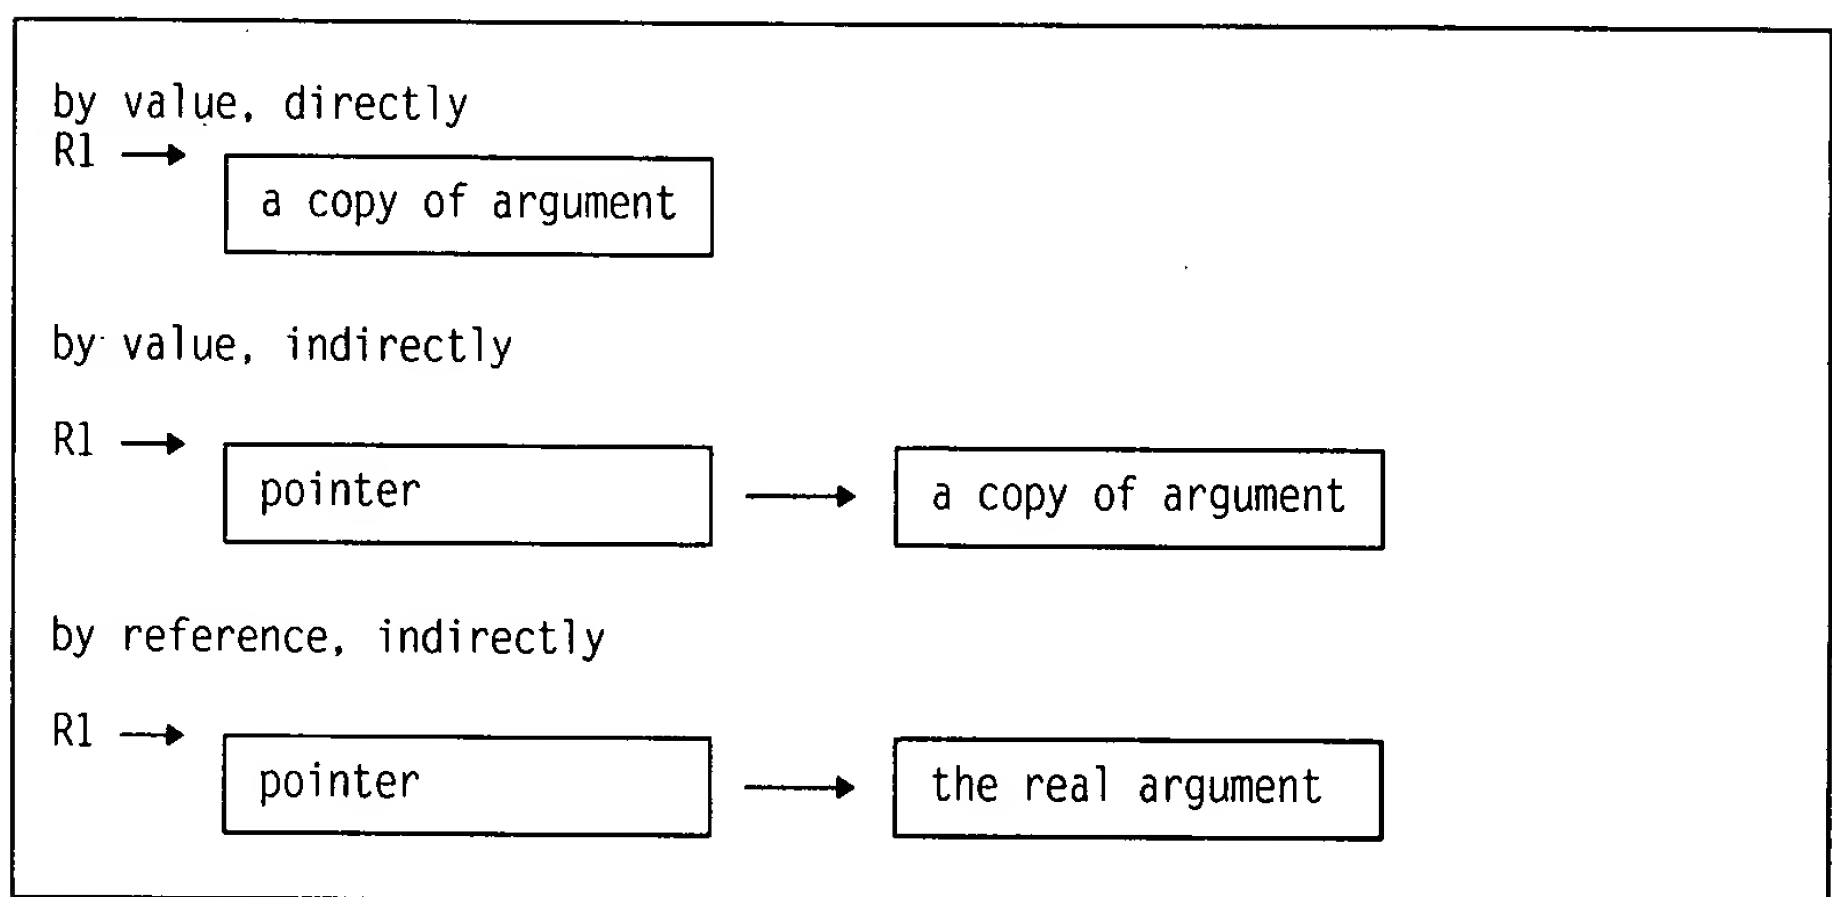 by value, directly
R1
a copy of argument
by value, indirectly
R1
pointer
a copy of argument
by reference, indirectly
R1
pointer
the real argument